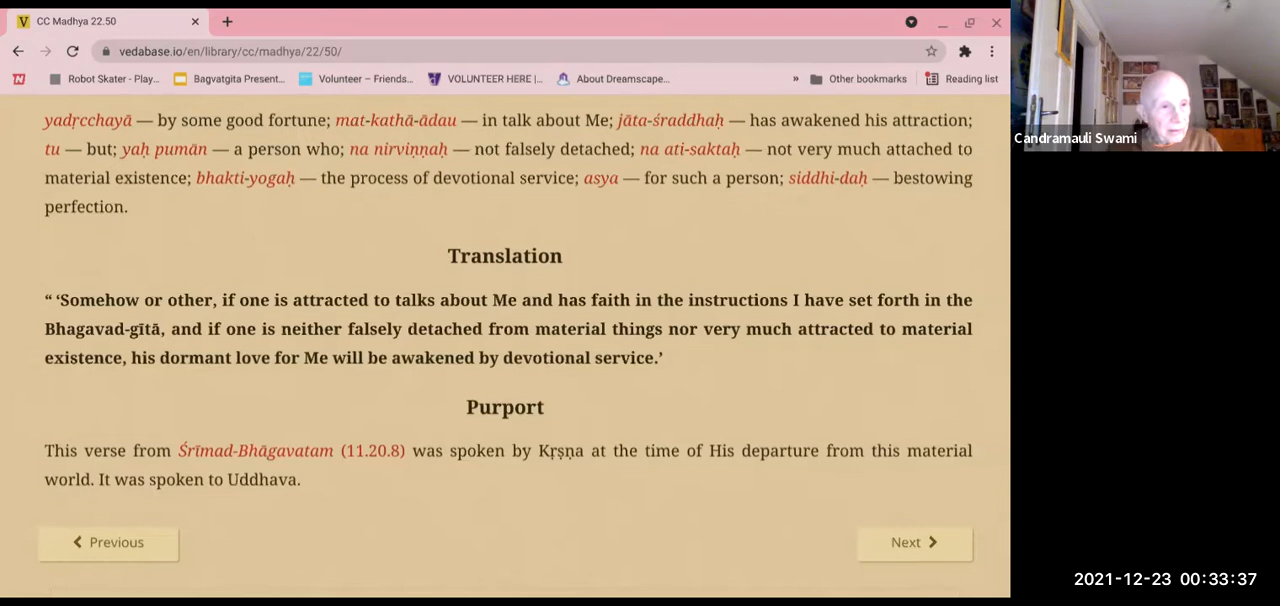 CC Madhya 22.50
vedabase.io/en/library/cc/madhya/22/50/
Robot Skater - Play... Bagvatgita Present... Volunteer – Friends... VOLUNTEER HERE |... About Dreamscape... » Other bookmarks Reading list
yadṛcchayā — by some good fortune; mat-kathā-ādau — in talk about Me; jāta-śraddhaḥ — has awakened his attraction;
tu — but; yaḥ pumān — a person who; na nirviṇṇaḥ — not falsely detached; na ati-saktaḥ — not very much attached to
material existence; bhakti-yogaḥ — the process of devotional service; asya — for such a person; siddhi-daḥ — bestowing
perfection.
Translation
“ ‘Somehow or other, if one is attracted to talks about Me and has faith in the instructions I have set forth in the
Bhagavad-gītā, and if one is neither falsely detached from material things nor very much attracted to material
existence, his dormant love for Me will be awakened by devotional service.’
Purport
This verse from Śrīmad-Bhāgavatam (11.20.8) was spoken by Kṛṣṇa at the time of His departure from this material
world. It was spoken to Uddhava.
Previous
Next
Candramauli Swami
2021-12-23 00:33:37